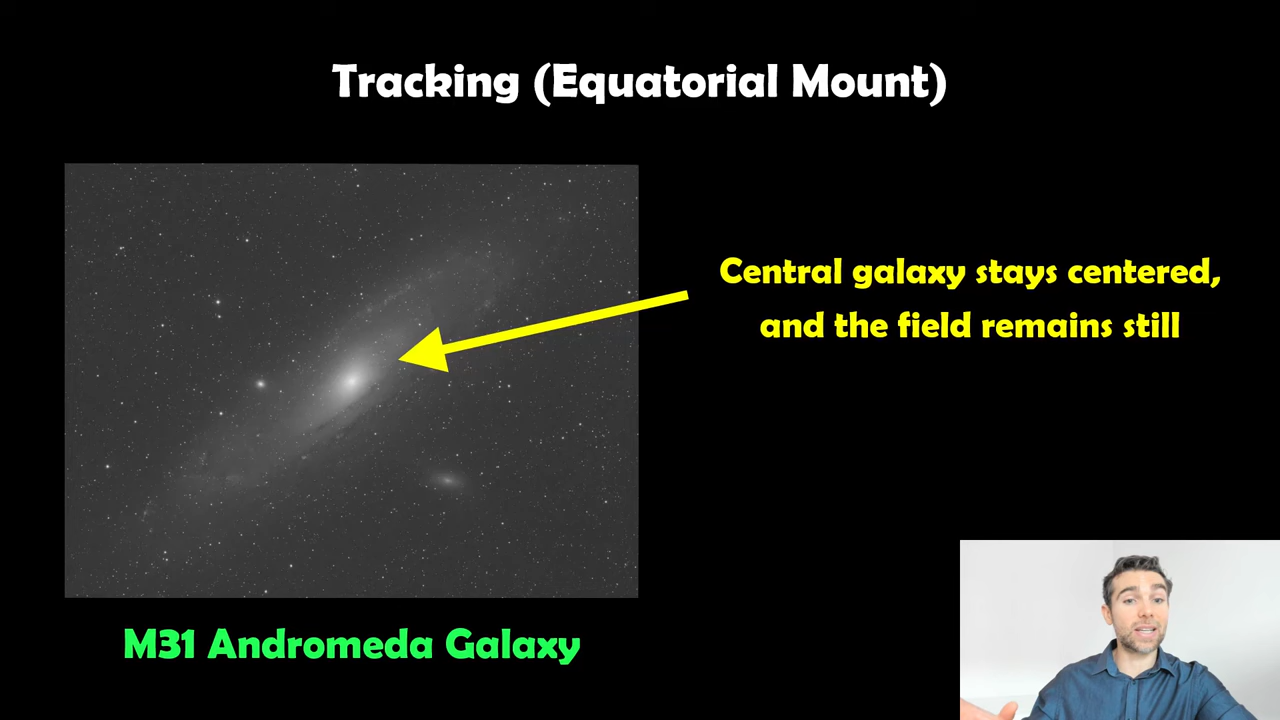 Tracking (Equatorial Mount)
Central galaxy stays centered,
and the field remains still
M31 Andromeda Galaxy